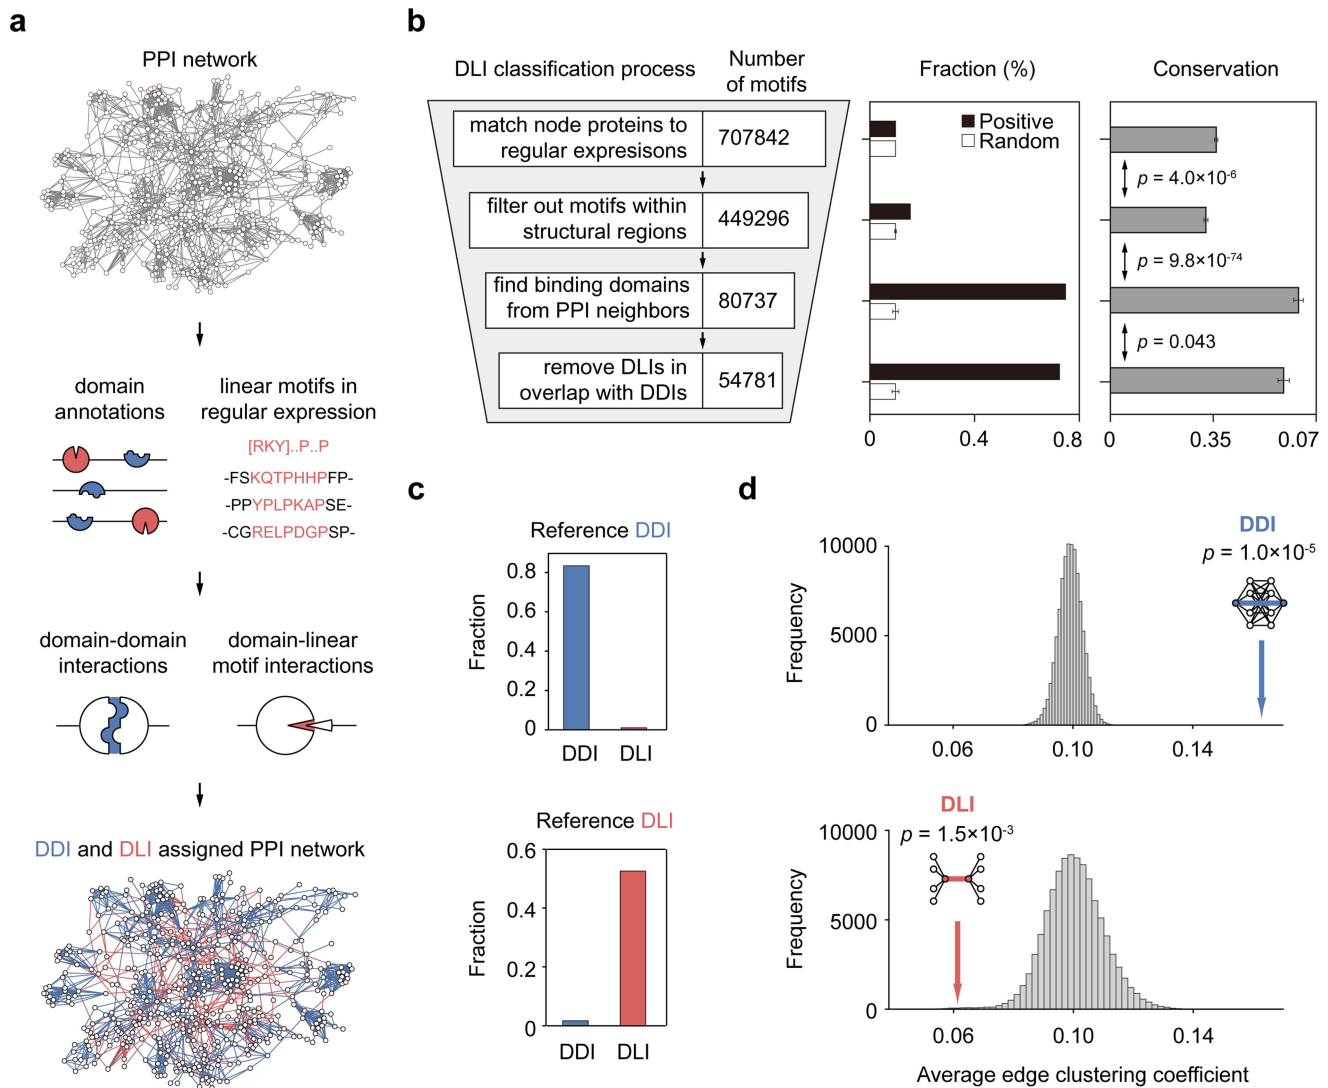 a
PPI network
domain
annotations
linear motifs in
regular expression
[RKY]..P..P
-FSKQTPHHPFP-
-PPYPLPKAPSE-
-CGRELPDGPSP-
domain-domain
interactions
domain-linear
motif interactions
DDI and DLI assigned PPI network
b
DLI classification process
Number
of motifs
match node proteins to
regular expresisons
707842
filter out motifs within
structural regions
449296
find binding domains
from PPI neighbors
80737
remove DLIs in
overlap with DDIs
54781
Fraction (%)
Positive
Random
0 0.4 0.8
Conservation
p = 4.0×10-6
p = 9.8×10-74
p = 0.043
0 0.35 0.07
c
Reference DDI
Fraction
0.8
0.6
0.4
0.2
0
DDI DLI
Reference DLI
Fraction
0.6
0.4
0.2
0
DDI DLI
d
DDI
p = 1.0×10-5
Frequency
10000
5000
0
0.06 0.10 0.14
DLI
p = 1.5×10-3
Frequency
10000
5000
0
0.06 0.10 0.14
Average edge clustering coefficient